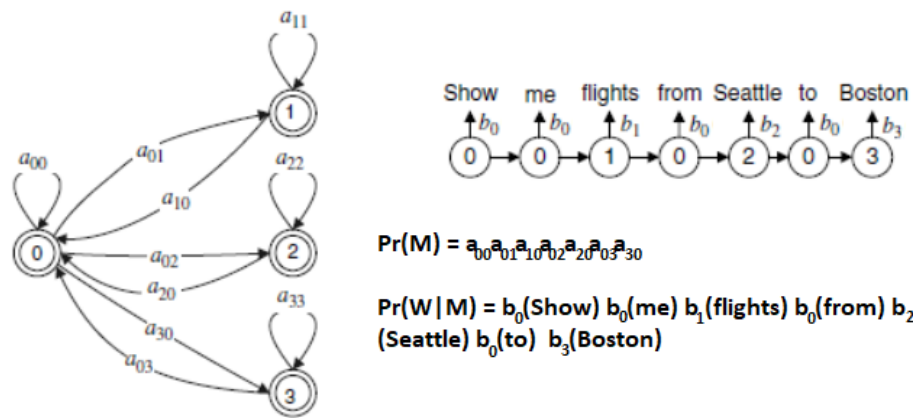 a11
1
a01
a00
a22
a10
0
2
a02
a20
a33
a30
a03
3
Show me flights from Seattle to Boston
b0 b0 b1 b0 b2 b0 b3
0 0 1 0 2 0 3
Pr(M) = a00a01a10a02a20a03a30
Pr(W|M) = b0(Show) b0(me) b1(flights) b0(from) b2
(Seattle) b0(to) b3(Boston)